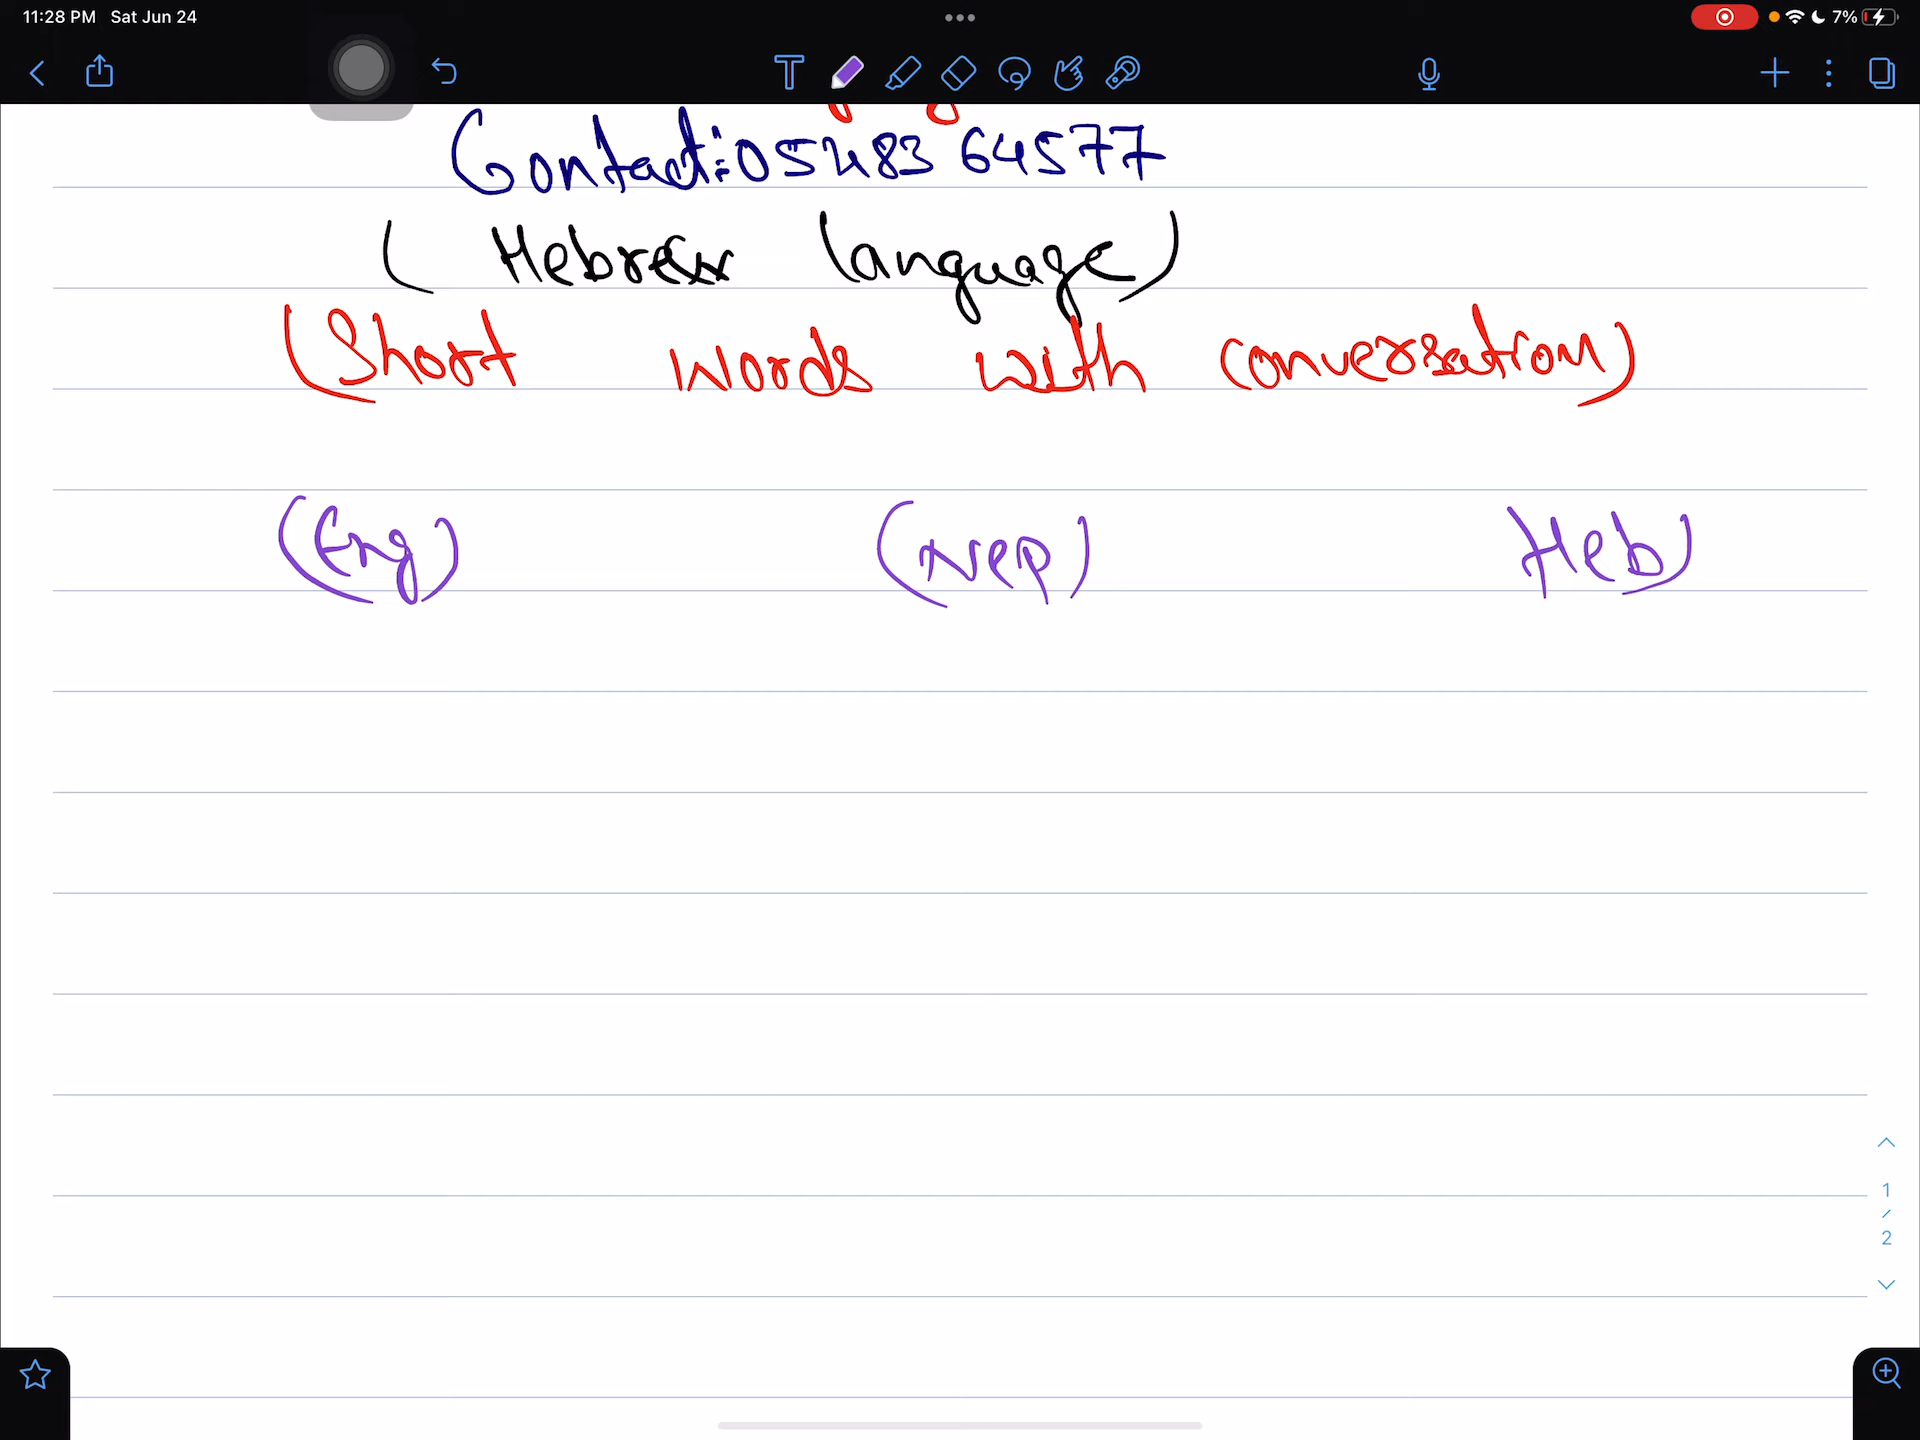 11:28 PM Sat Jun 24
7%
Contact: 0548364577
(Hebrew language)
(Short words with conversation)
(Eng) (Nep) Heb)
1
/
2